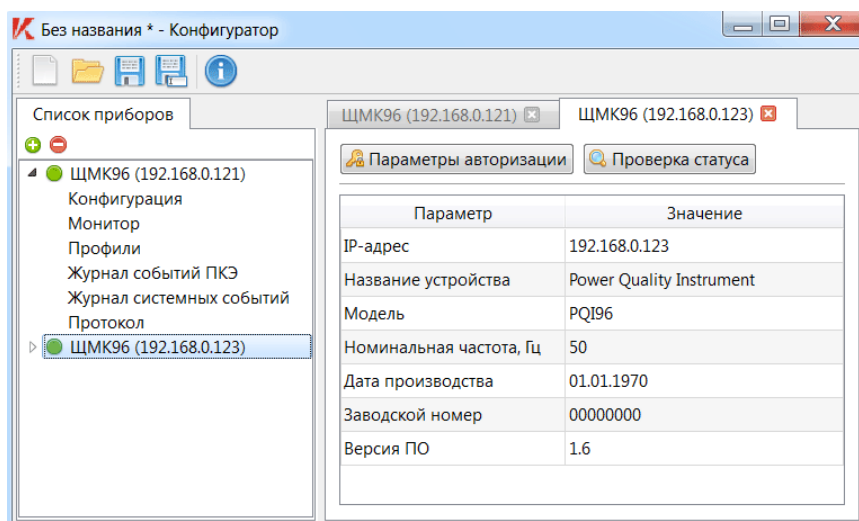 Без названия * - Конфигуратор
Список приборов
ЩМК96 (192.168.0.121)
Конфигурация
Монитор
Профили
Журнал событий ПКЭ
Журнал системных событий
Протокол
ЩМК96 (192.168.0.123)
ЩМК96 (192.168.0.121) ЩМК96 (192.168.0.123)
Параметры авторизации Проверка статуса
Параметр Значение
IP-адрес 192.168.0.123
Название устройства Power Quality Instrument
Модель PQI96
Номинальная частота, Гц 50
Дата производства 01.01.1970
Заводской номер 00000000
Версия ПО 1.6